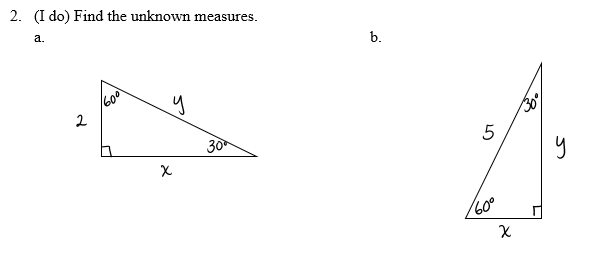 2. (I do) Find the unknown measures.
a.
b.
60°
y
2
30°
x
30°
5
y
60°
x